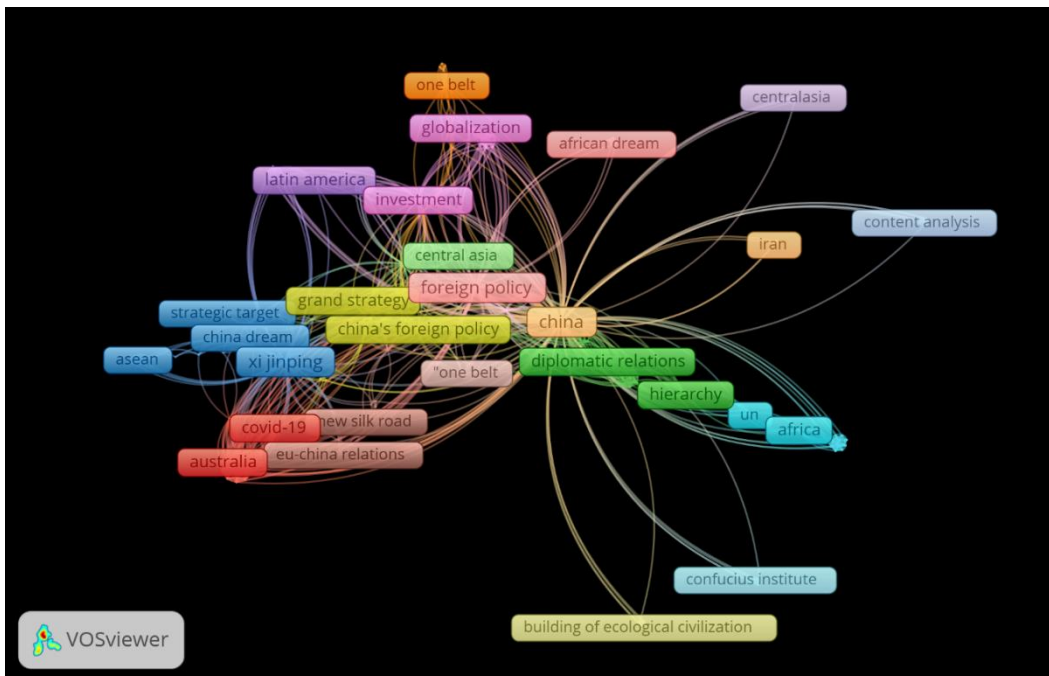 one belt
centralasia
globalization
african dream
latin america
investment
content analysis
iran
central asia
foreign policy
grand strategy
strategic target
china
china's foreign policy
china dream
asean
xi jinping
diplomatic relations
"one belt
hierarchy
un
new silk road
covid-19
africa
eu-china relations
australia
confucius institute
building of ecological civilization
VOSviewer